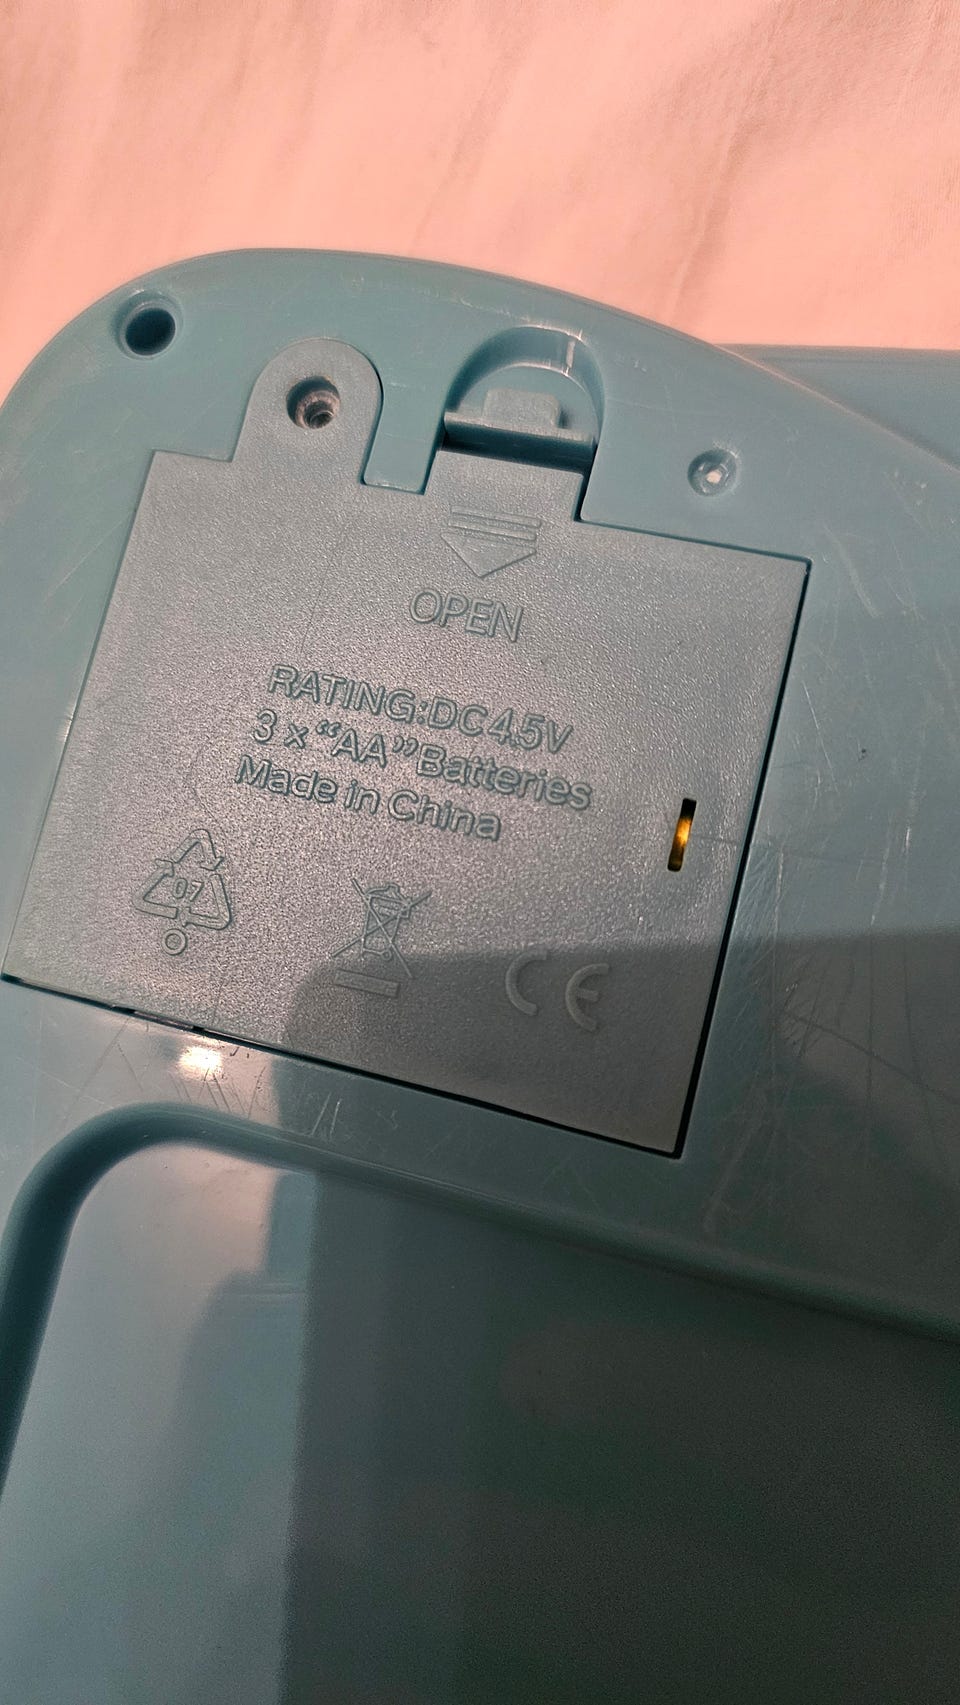 OPEN
RATING:DC4.5V
3 x “AA” Batteries
Made in China
07
CE